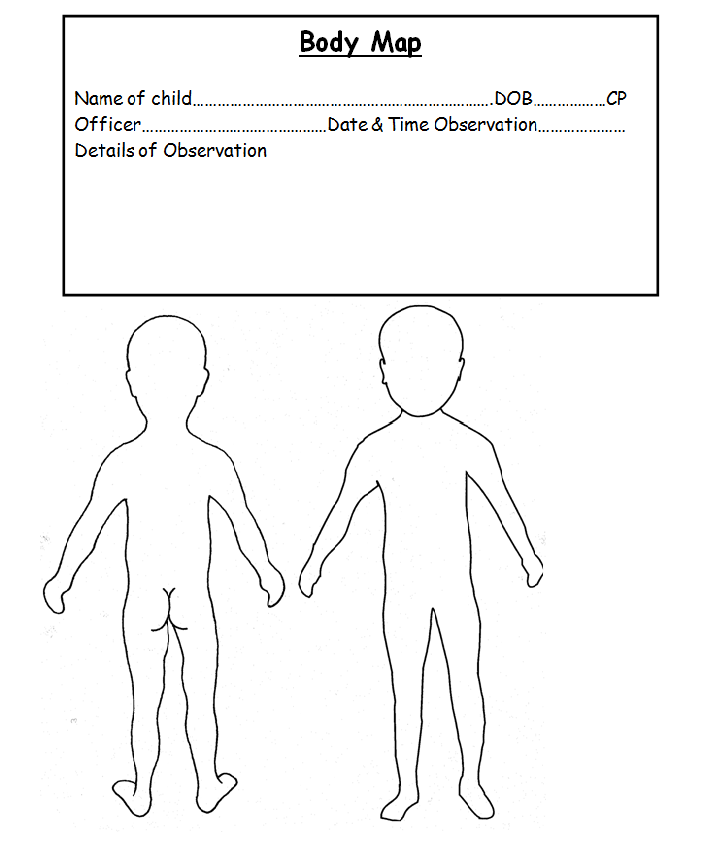 Body Map
Name of child……………………………………………………………….DOB………………CP
Officer………………………………………Date & Time Observation…………………
Details of Observation